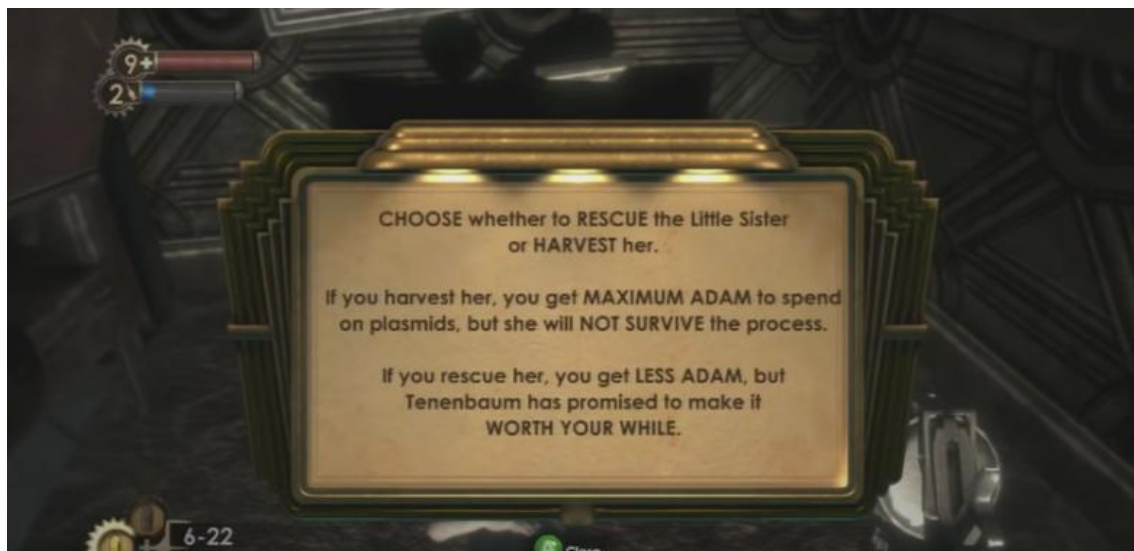 9+
2
CHOOSE whether to RESCUE the Little Sister
or HARVEST her.
If you harvest her, you get MAXIMUM ADAM to spend
on plasmids, but she will NOT SURVIVE the process.
If you rescue her, you get LESS ADAM, but
Tenenbaum has promised to make it
WORTH YOUR WHILE.
6-22
Close